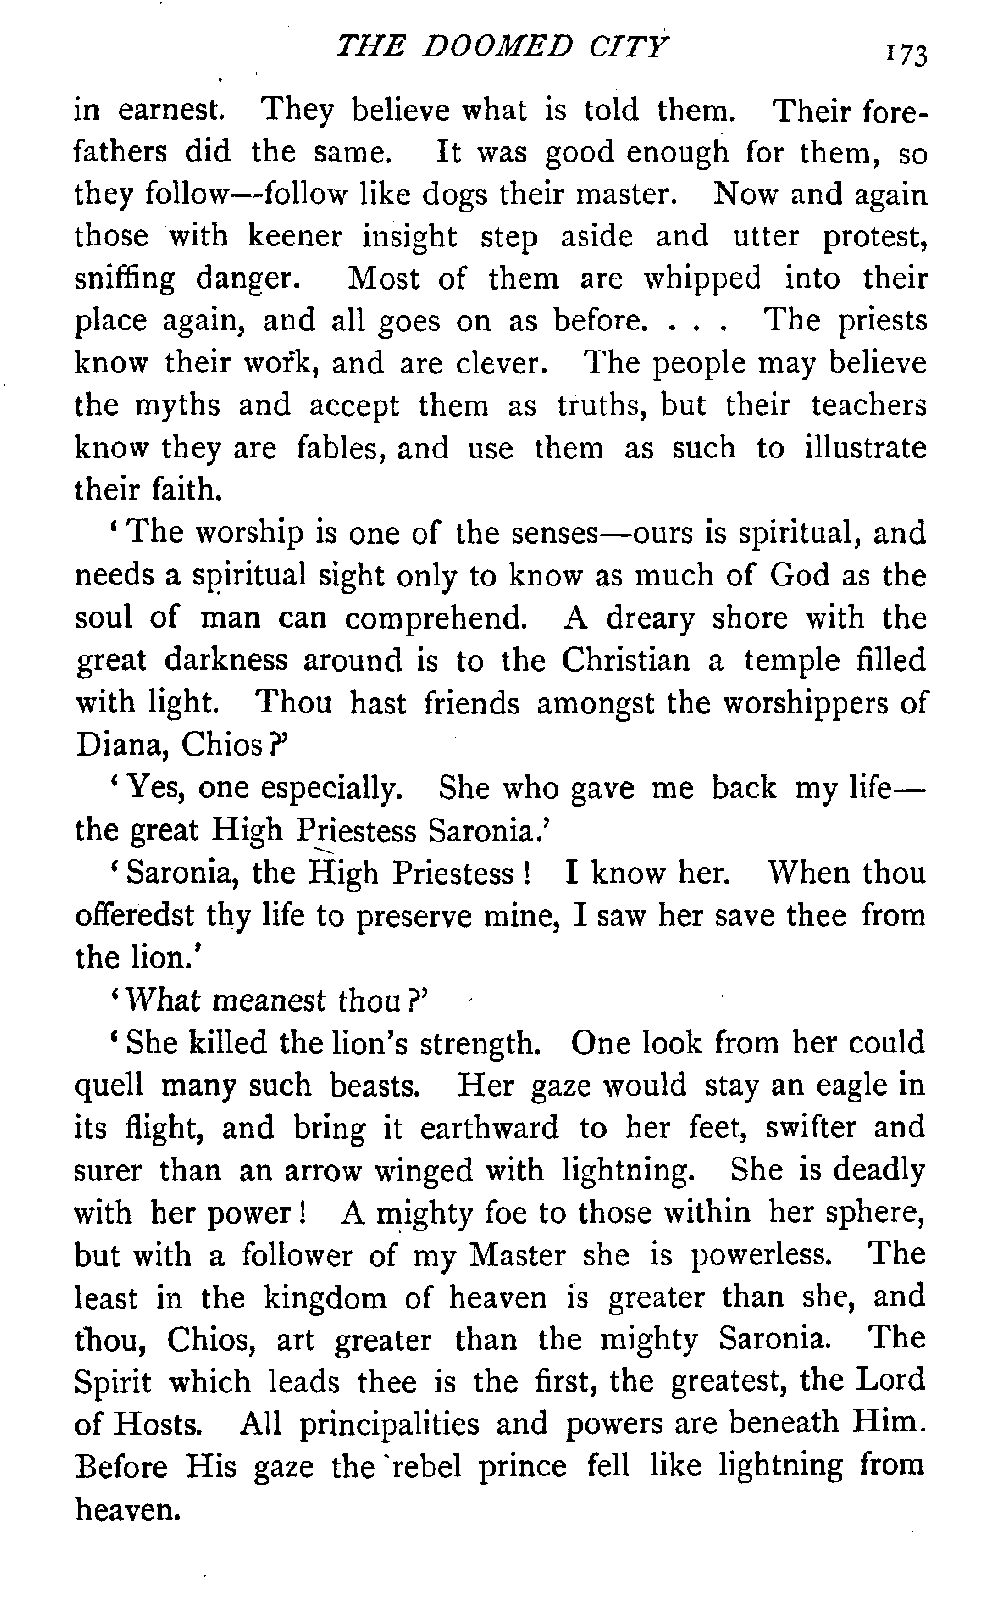 THE DOOMED CITY 173
in earnest. They believe what is told them. Their fore-
fathers did the same. It was good enough for them, so
they follow—follow like dogs their master. Now and again
those with keener insight step aside and utter protest,
sniffing danger. Most of them are whipped into their
place again, and all goes on as before. . . . The priests
know their work, and are clever. The people may believe
the myths and accept them as truths, but their teachers
know they are fables, and use them as such to illustrate
their faith.
‘The worship is one of the senses—ours is spiritual, and
needs a spiritual sight only to know as much of God as the
soul of man can comprehend. A dreary shore with the
great darkness around is to the Christian a temple filled
with light. Thou hast friends amongst the worshippers of
Diana, Chios?’
‘Yes, one especially. She who gave me back my life—
the great High Priestess Saronia.’
‘Saronia, the High Priestess! I know her. When thou
offeredst thy life to preserve mine, I saw her save thee from
the lion.’
‘What meanest thou?’
‘She killed the lion's strength. One look from her could
quell many such beasts. Her gaze would stay an eagle in
its flight, and bring it earthward to her feet, swifter and
surer than an arrow winged with lightning. She is deadly
with her power! A mighty foe to those within her sphere,
but with a follower of my Master she is powerless. The
least in the kingdom of heaven is greater than she, and
thou, Chios, art greater than the mighty Saronia. The
Spirit which leads thee is the first, the greatest, the Lord
of Hosts. All principalities and powers are beneath Him.
Before His gaze the rebel prince fell like lightning from
heaven.